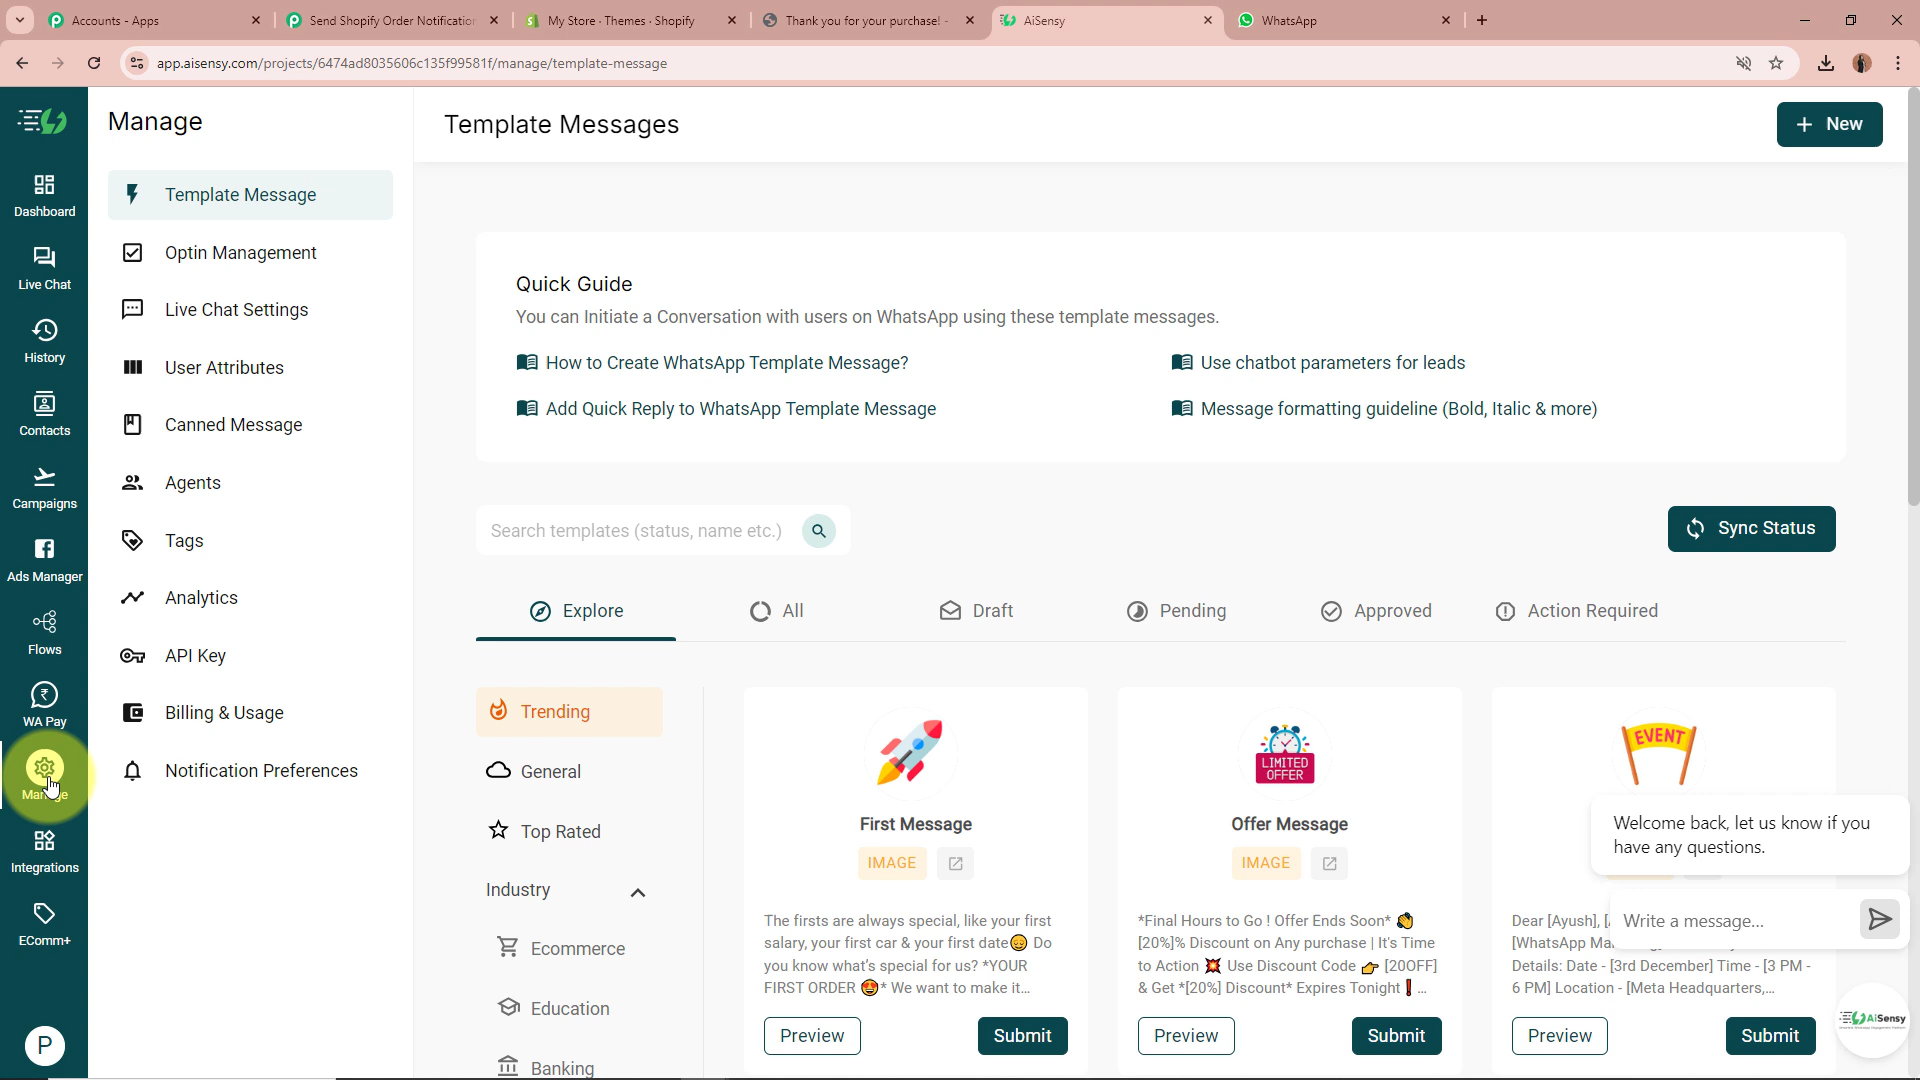 Accounts - Apps
Send Shopify Order Notification
My Store · Themes · Shopify
Thank you for your purchase! -
AiSensy
WhatsApp
app.aisensy.com/projects/6474ad8035606c135f99581f/manage/template-message
Dashboard
Live Chat
History
Contacts
Campaigns
Ads Manager
Flows
WA Pay
Manage
Integrations
EComm+
P
Manage
Template Message
Optin Management
Live Chat Settings
User Attributes
Canned Message
Agents
Tags
Analytics
API Key
Billing & Usage
Notification Preferences
Template Messages
+ New
Quick Guide
You can Initiate a Conversation with users on WhatsApp using these template messages.
How to Create WhatsApp Template Message?
Use chatbot parameters for leads
Add Quick Reply to WhatsApp Template Message
Message formatting guideline (Bold, Italic & more)
Search templates (status, name etc.)
Sync Status
Explore
All
Draft
Pending
Approved
Action Required
Trending
General
Top Rated
Industry
Ecommerce
Education
Banking
First Message
IMAGE
The firsts are always special, like your first
salary, your first car & your first date😊 Do
you know what's special for us? *YOUR
FIRST ORDER 🤩* We want to make it...
Preview
Submit
LIMITED
OFFER
Offer Message
IMAGE
*Final Hours to Go ! Offer Ends Soon* 👏
[20%]% Discount on Any purchase | It's Time
to Action 💥 Use Discount Code 👉 [20OFF]
& Get *[20%] Discount* Expires Tonight❗...
Preview
Submit
EVENT
Dear [Ayush],
[WhatsApp
Details: Date - [3rd December] Time - [3 PM -
6 PM] Location - [Meta Headquarters,...
Preview
Submit
Welcome back, let us know if you
have any questions.
Write a message...
AiSensy